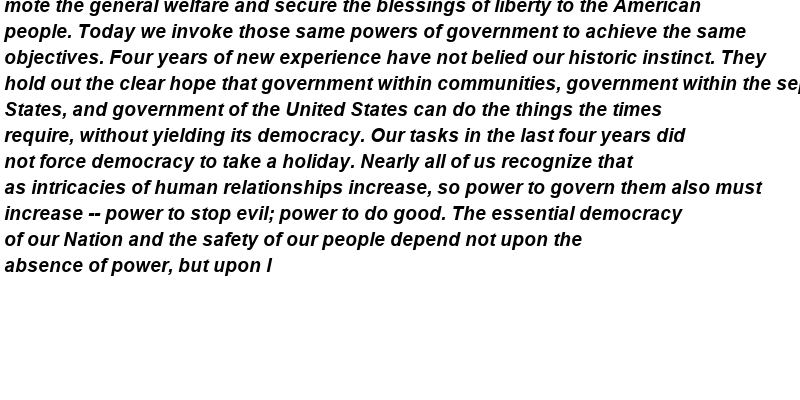 mote the general welfare and secure the blessings of liberty to the American
people. Today we invoke those same powers of government to achieve the same
objectives. Four years of new experience have not belied our historic instinct. They
hold out the clear hope that government within communities, government within the
States, and government of the United States can do the things the times
require, without yielding its democracy. Our tasks in the last four years did
not force democracy to take a holiday. Nearly all of us recognize that
as intricacies of human relationships increase, so power to govern them also must
increase -- power to stop evil; power to do good. The essential democracy
of our Nation and the safety of our people depend not upon the
absence of power, but upon l